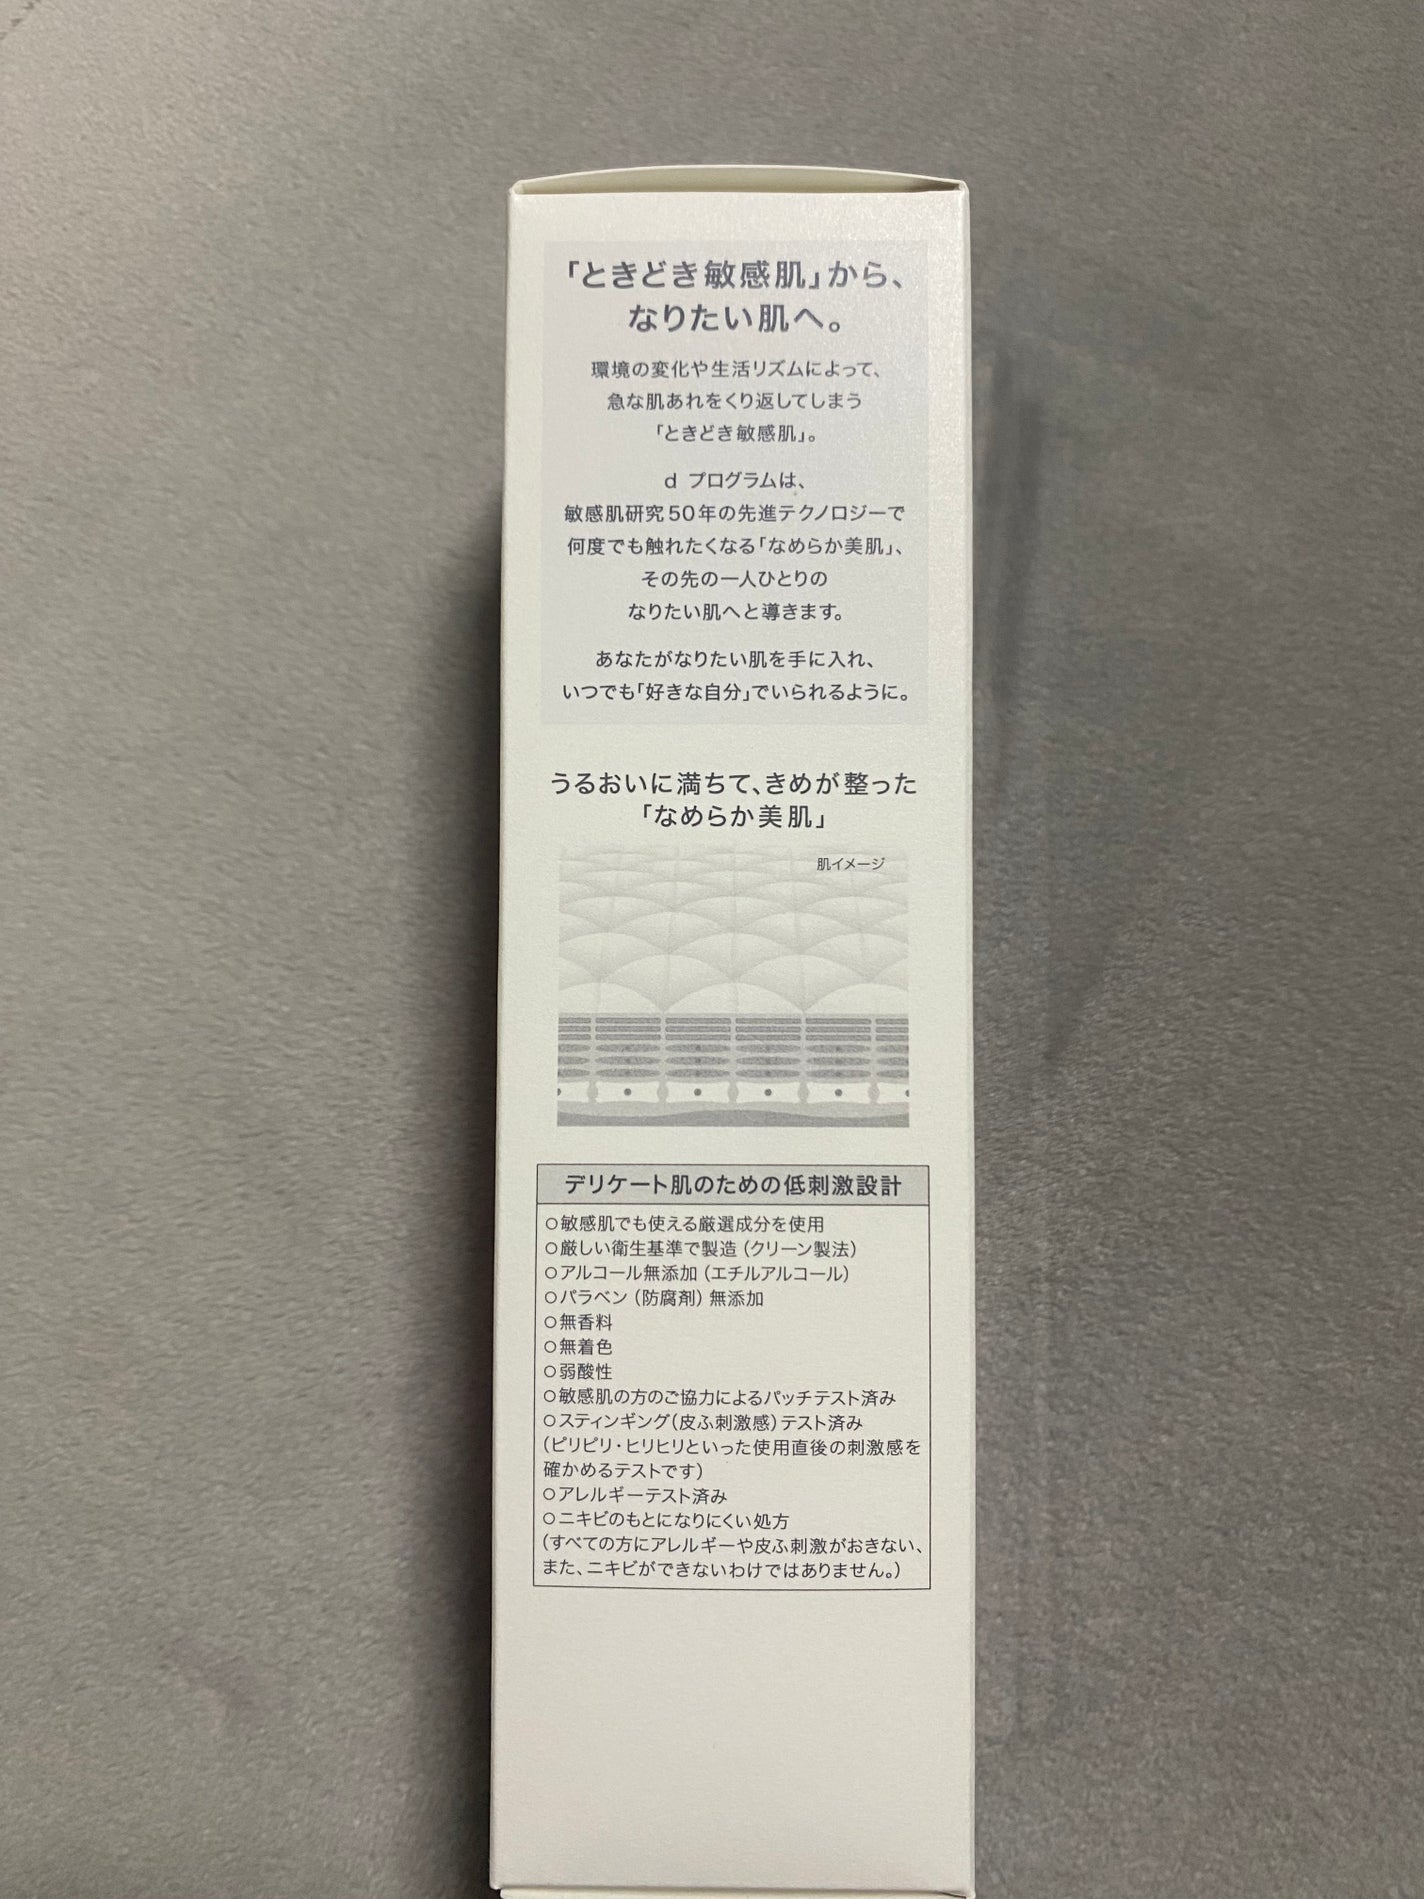 「ときどき敏感肌」から、
なりたい肌へ。
環境の変化や生活リズムによって、
急な肌あれをくり返してしまう
「ときどき敏感肌」。
d プログラムは、
敏感肌研究50年の先進テクノロジーで
何度でも触れたくなる「なめらか美肌」、
その先の一人ひとりの
なりたい肌へと導きます。
あなたがなりたい肌を手に入れ、
いつでも「好きな自分」でいられるように。
うるおいに満ちて、きめが整った
「なめらか美肌」
肌イメージ
デリケート肌のための低刺激設計
○敏感肌でも使える厳選成分を使用
○厳しい衛生基準で製造（クリーン製法）
○アルコール無添加（エチルアルコール）
○パラベン（防腐剤）無添加
○無香料
○無着色
○弱酸性
○敏感肌の方のご協力によるパッチテスト済み
○スティンギング（皮ふ刺激感）テスト済み
（ピリピリ・ヒリヒリといった使用直後の刺激感を
確かめるテストです）
○アレルギーテスト済み
○ニキビのもとになりにくい処方
（すべての方にアレルギーや皮ふ刺激がおきない、
また、ニキビができないわけではありません。）